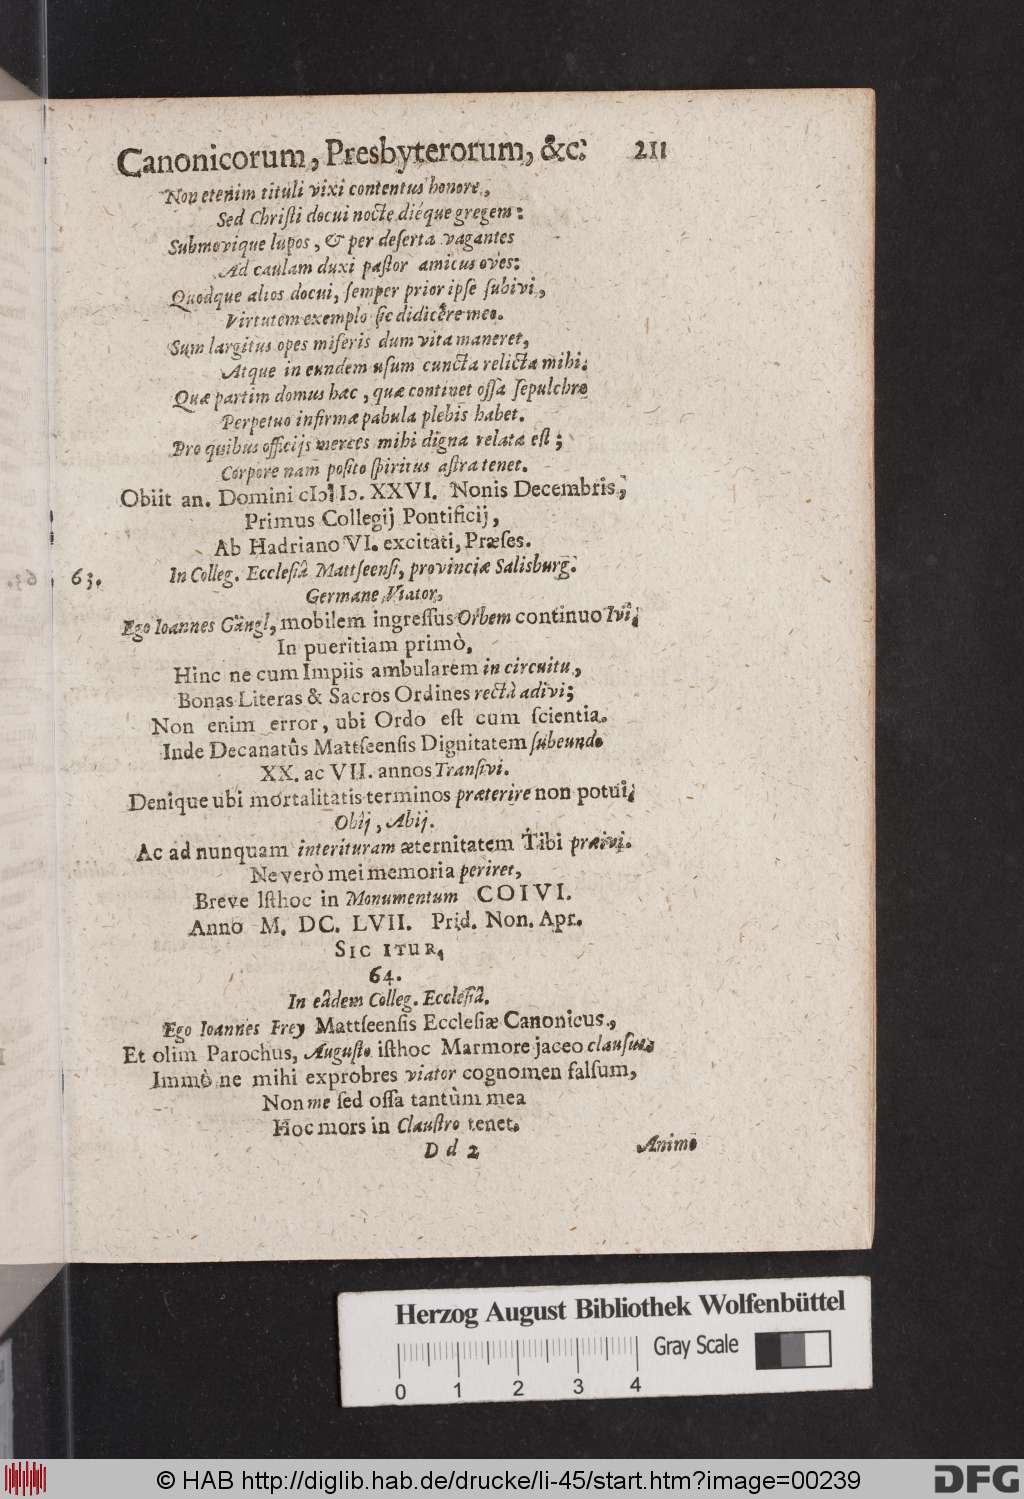 Canonicorum, Presbyterorum, &c. 211
Non etenim tituli vixi contentus honore,
Sed Christi docui nocte diéque gregem:
Submovique lupos, & per deserta vagantes
Ad caulam duxi pastor amicus oves:
Quodque alios docui, semper prior ipse subivi,
Virtutem exemplo sic didicêre meo.
Sum largitus opes miseris dum vita maneret,
Atque in eundem usum cuncta relicta mihi.
Quæ partim domus hæc, quæ continet ossa sepulchro
Perpetuo infirmæ pabula plebis habet.
Pro quibus officijs merces mihi digna relata est;
Corpore nam posito spiritus astra tenet.
Obiit an. Domini cIɔ Iɔ. XXVI. Nonis Decembris,
Primus Collegij Pontificij,
Ab Hadriano VI. excitati, Præses.
63. In Colleg. Ecclesiâ Mattseensi, provinciæ Salisburg.
Germane Viator.
Ego Ioannes Gängl, mobilem ingressus Orbem continuo Ivi,
In pueritiam primò,
Hinc ne cum Impiis ambularem in circuitu,
Bonas Literas & Sacros Ordines rectà adivi;
Non enim error, ubi Ordo est cum scientia.
Inde Decanatûs Mattseensis Dignitatem subeundo
XX. ac VII. annos Transivi.
Denique ubi mortalitatis terminos præterire non potui,
Obij, Abij.
Ac ad nunquam interituram æternitatem Tibi præivi.
Ne verò mei memoria periret,
Breve Isthoc in Monumentum COIVI.
Anno M. DC. LVII. Prid. Non. Apr.
SIC ITUR,
64.
In eâdem Colleg. Ecclesiâ.
Ego Ioannes Frey Mattseensis Ecclesiæ Canonicus,
Et olim Parochus, Augusto isthoc Marmore jaceo clausus.
Immò ne mihi exprobres viator cognomen falsum,
Non me sed ossa tantùm mea
Hoc mors in Claustro tenet.
D d 2 Animo
Herzog August Bibliothek Wolfenbüttel
Gray Scale
0 1 2 3 4
© HAB http://diglib.hab.de/drucke/li-45/start.htm?image=00239
DFG